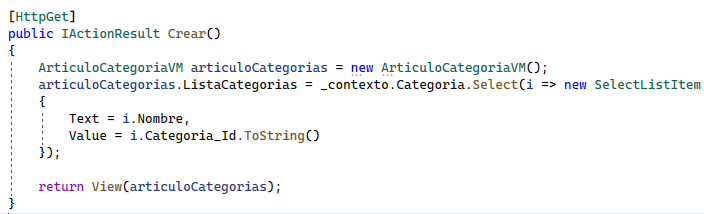 [HttpGet]
public IActionResult Crear()
{
    ArticuloCategoriaVM articuloCategorias = new ArticuloCategoriaVM();
    articuloCategorias.ListaCategorias = _contexto.Categoria.Select(i => new SelectListItem
    {
        Text = i.Nombre,
        Value = i.Categoria_Id.ToString()
    });

    return View(articuloCategorias);
}